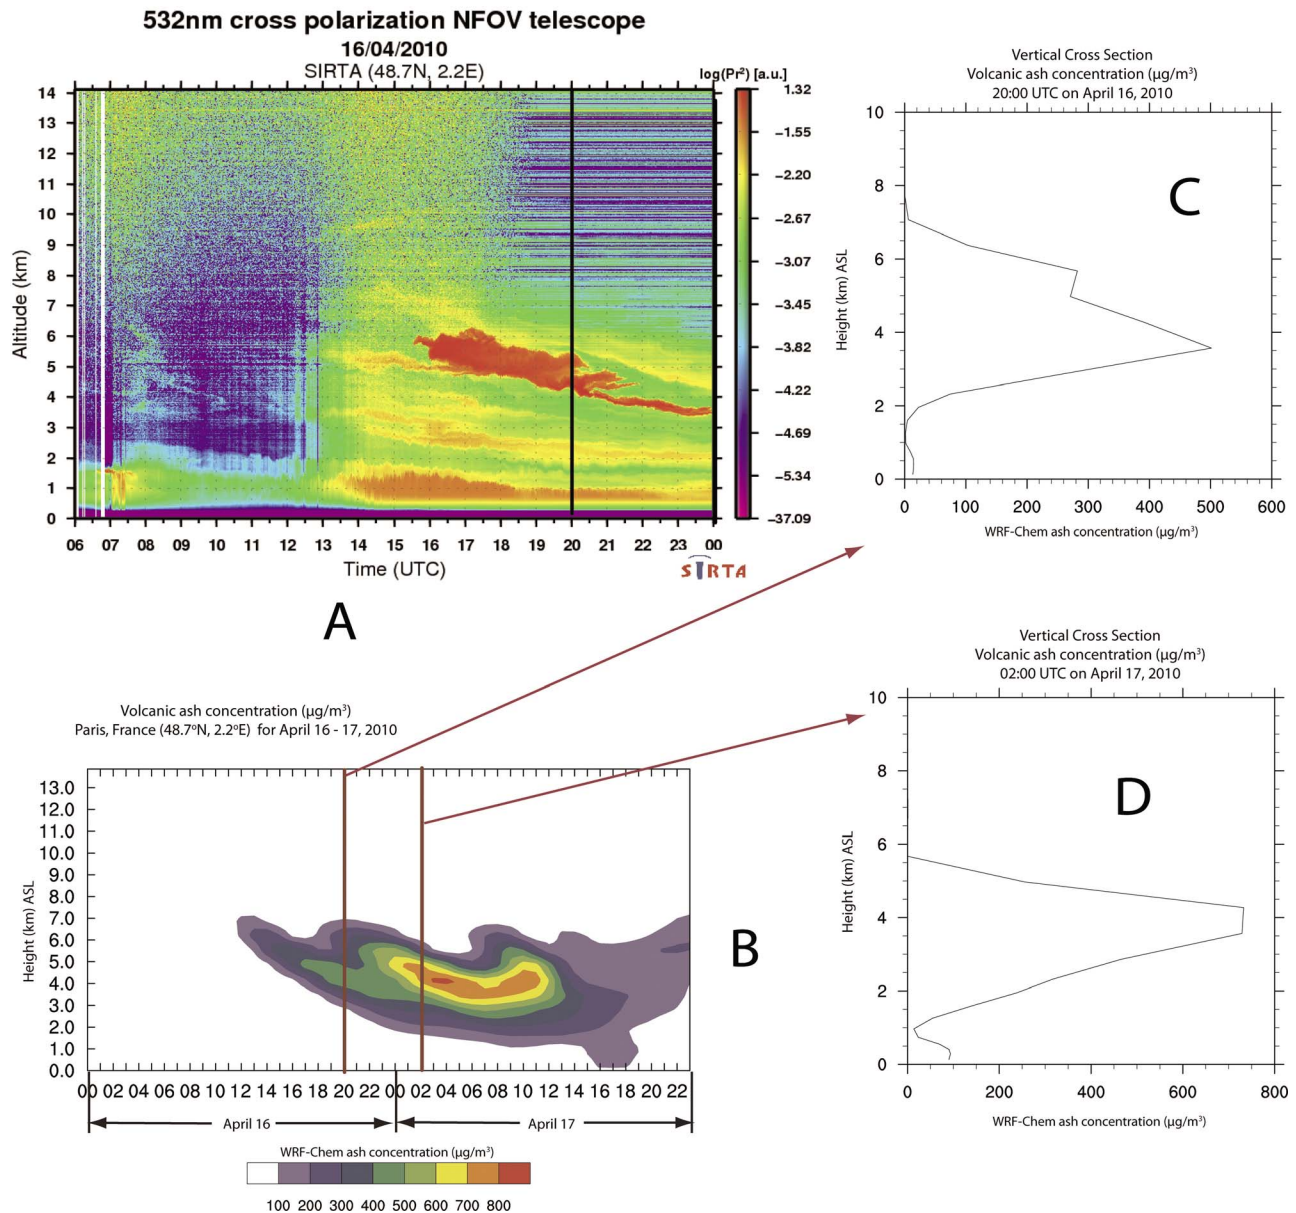 532nm cross polarization NFOV telescope
16/04/2010
SIRTA (48.7N, 2.2E)
log(Pr²) [a.u.]
14
13
12
11
10
9
8
7
6
5
4
3
2
1
0
Altitude (km)
06 07 08 09 10 11 12 13 14 15 16 17 18 19 20 21 22 23 00
Time (UTC)
1.32
−1.55
−2.20
−2.67
−3.07
−3.45
−3.82
−4.22
−4.69
−5.34
−37.09
SIRTA
A
Vertical Cross Section
Volcanic ash concentration (µg/m³)
20:00 UTC on April 16, 2010
10
8
6
4
2
0
Height (km) ASL
C
0 100 200 300 400 500 600
WRF-Chem ash concentration (µg/m³)
Volcanic ash concentration (µg/m³)
Paris, France (48.7ºN, 2.2ºE) for April 16 - 17, 2010
13.0
12.0
11.0
10.0
9.0
8.0
7.0
6.0
5.0
4.0
3.0
2.0
1.0
0.0
Height (km) ASL
B
00 02 04 06 08 10 12 14 16 18 20 22 00 02 04 06 08 10 12 14 16 18 20 22
April 16 April 17
WRF-Chem ash concentration (µg/m³)
100 200 300 400 500 600 700 800
Vertical Cross Section
Volcanic ash concentration (µg/m³)
02:00 UTC on April 17, 2010
10
8
6
4
2
0
Height (km) ASL
D
0 200 400 600 800
WRF-Chem ash concentration (µg/m³)